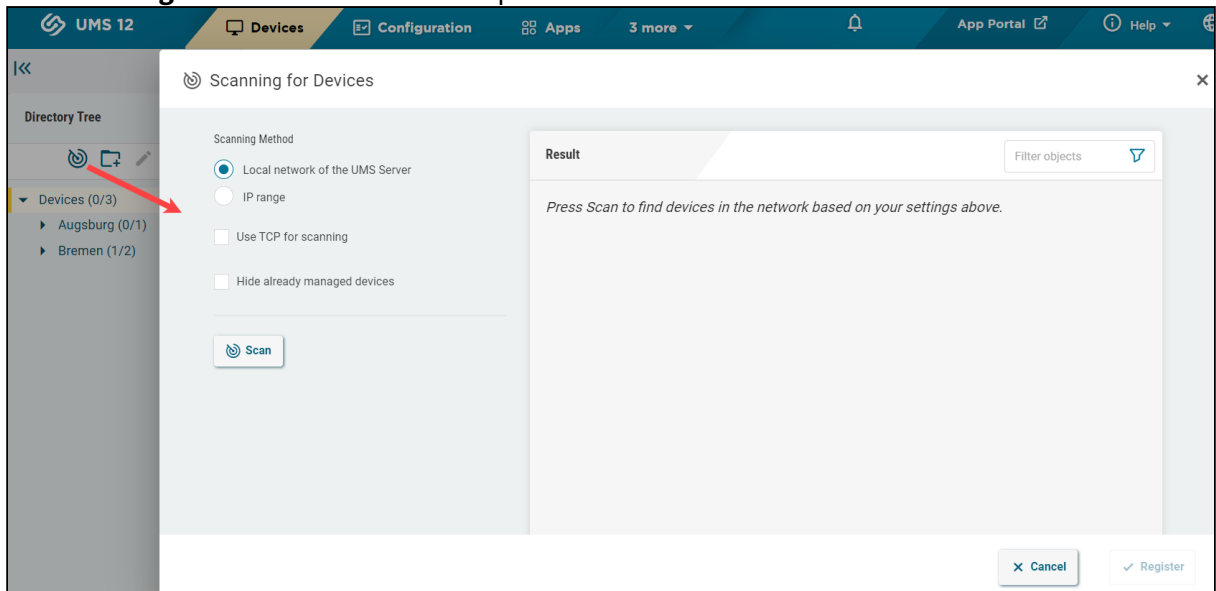 UMS 12
Devices
Configuration
Apps
3 more
App Portal
Help
Scanning for Devices
Directory Tree
Scanning Method
Local network of the UMS Server
IP range
Use TCP for scanning
Hide already managed devices
Scan
Result
Filter objects
Press Scan to find devices in the network based on your settings above.
Devices (0/3)
Augsburg (0/1)
Bremen (1/2)
Cancel
Register